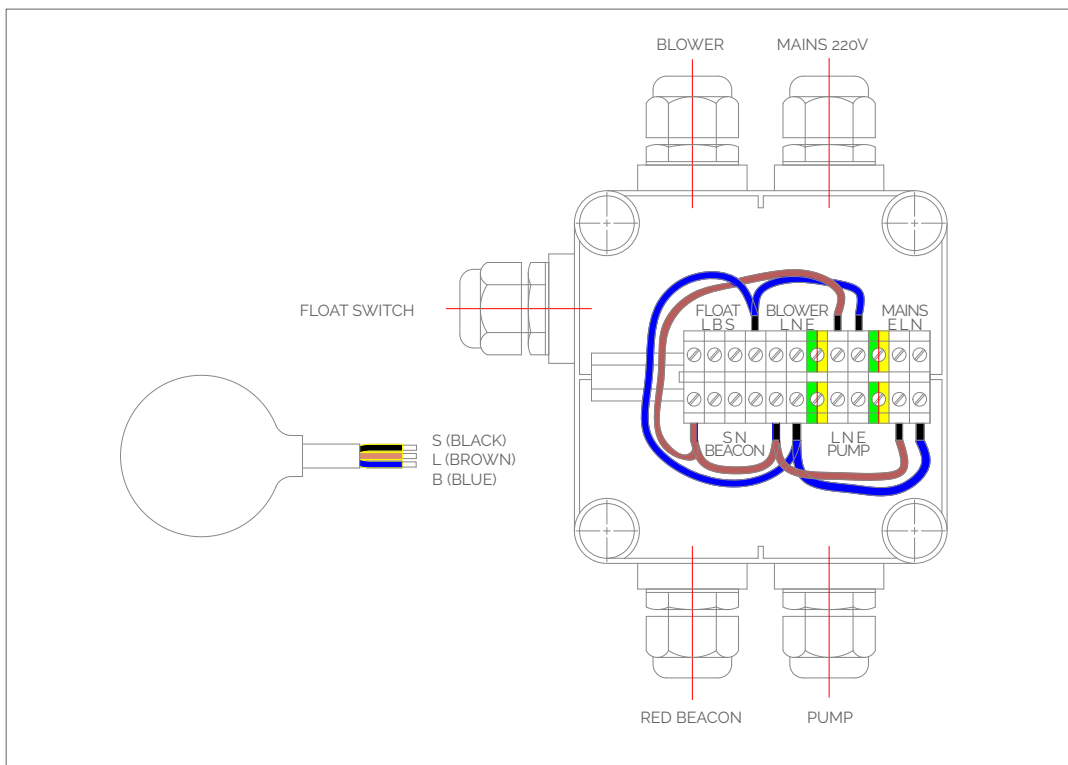 BLOWER
MAINS 220V
FLOAT SWITCH
FLOAT BLOWER MAINS
L B S L N E E L N
S N L N E
BEACON PUMP
S (BLACK)
L (BROWN)
B (BLUE)
RED BEACON
PUMP